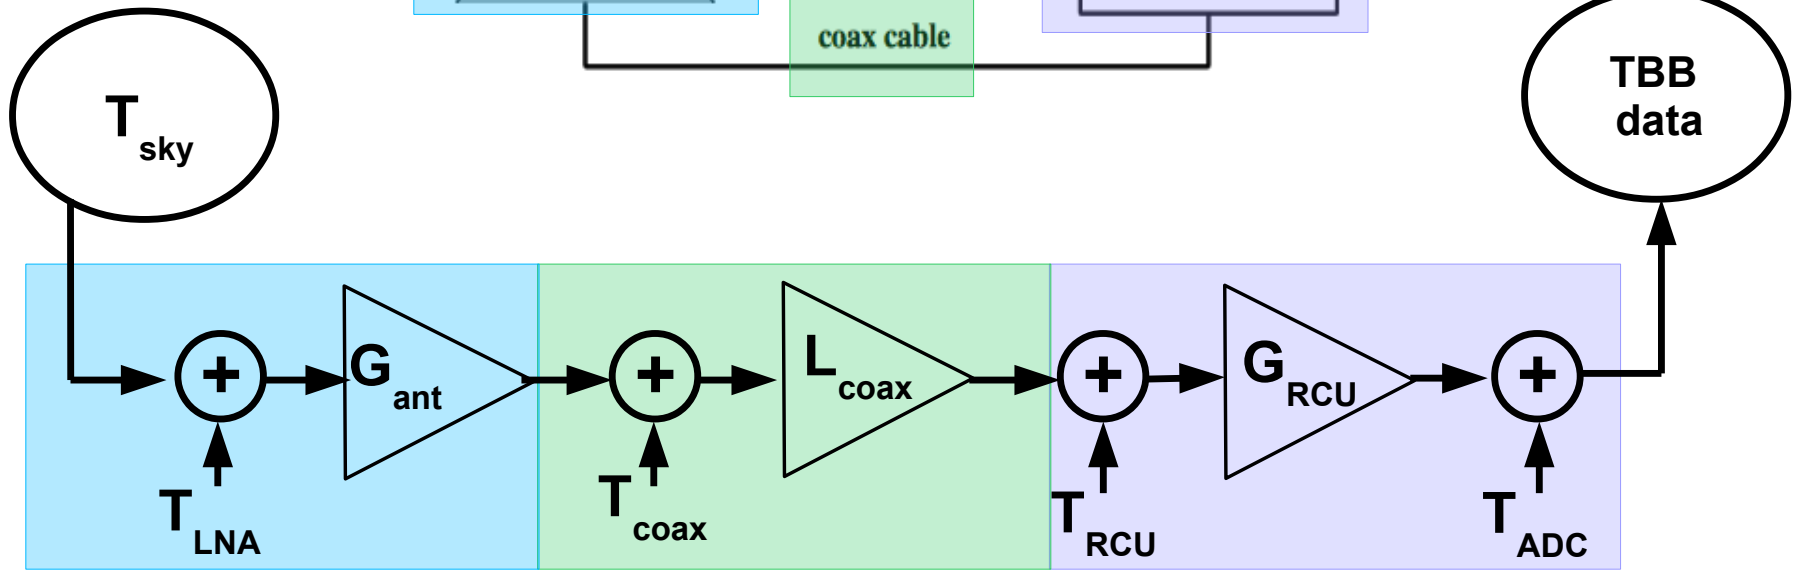 coax cable
T sky
TBB
data
+ G ant + L coax + G RCU +
T LNA T coax T RCU T ADC